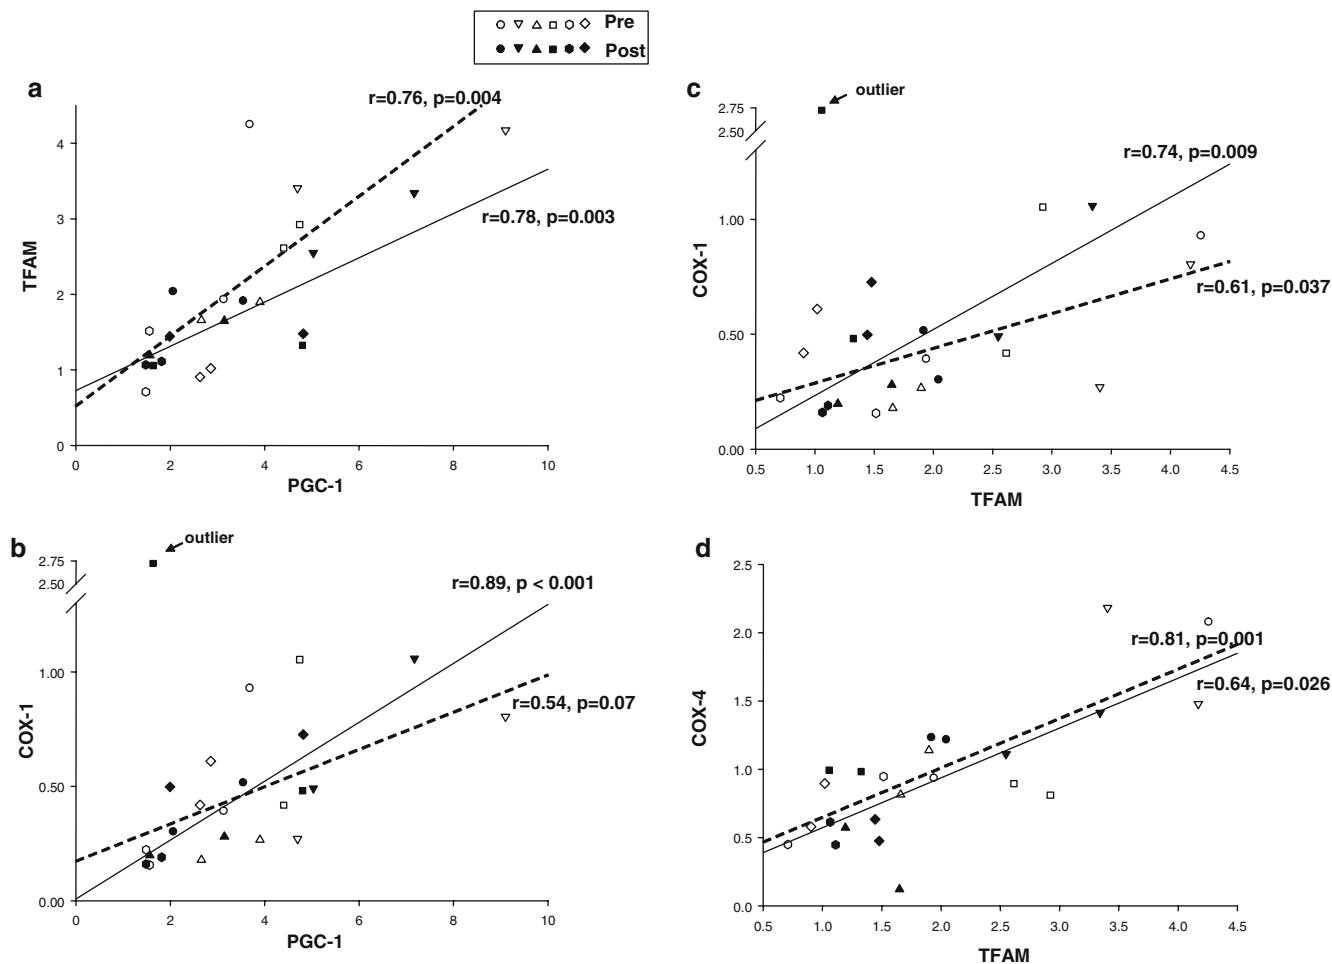 Pre
Post
a
r=0.76, p=0.004
r=0.78, p=0.003
TFAM
4
3
2
1
0
0 2 4 6 8 10
PGC-1
b
outlier
2.75
2.50
r=0.89, p < 0.001
r=0.54, p=0.07
COX-1
1.00
0.50
0.00
0 2 4 6 8 10
PGC-1
c
outlier
2.75
2.50
r=0.74, p=0.009
r=0.61, p=0.037
COX-1
1.00
0.50
0.00
0.5 1.0 1.5 2.0 2.5 3.0 3.5 4.0 4.5
TFAM
d
2.5
2.0
1.5
1.0
0.5
0.0
r=0.81, p=0.001
r=0.64, p=0.026
COX-4
0.5 1.0 1.5 2.0 2.5 3.0 3.5 4.0 4.5
TFAM